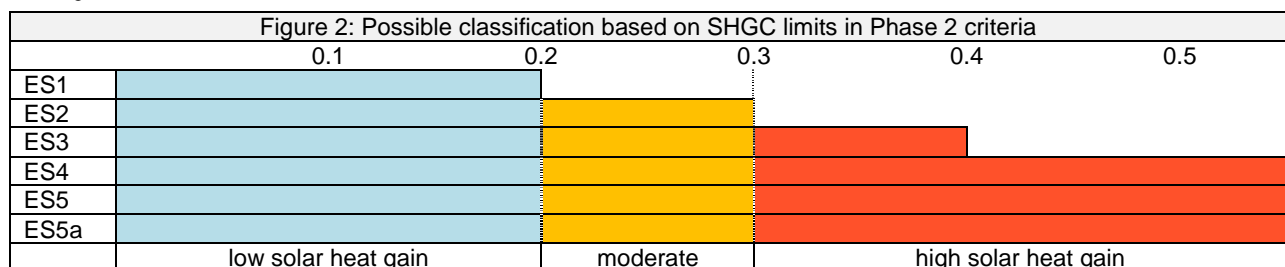 Figure 2: Possible classification based on SHGC limits in Phase 2 criteria
0.1 0.2 0.3 0.4 0.5
ES1
ES2
ES3
ES4
ES5
ES5a
low solar heat gain moderate high solar heat gain